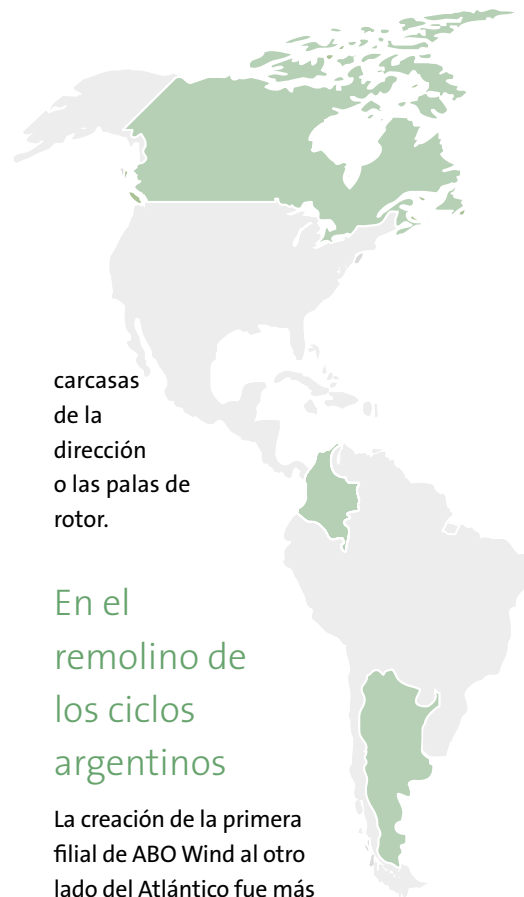 carcasas
de la
dirección
o las palas de
rotor.
En el
remolino de
los ciclos
argentinos
La creación de la primera
filial de ABO Wind al otro
lado del Atlántico fue más